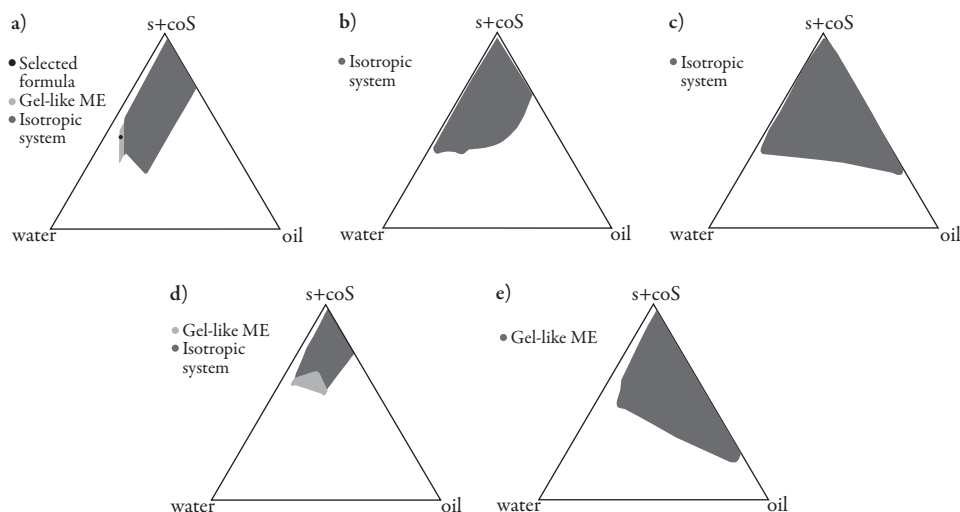 a)
s+coS
Selected
formula
Gel-like ME
Isotropic
system
water
oil
b)
s+coS
Isotropic
system
water
oil
c)
s+coS
Isotropic
system
water
oil
d)
s+coS
Gel-like ME
Isotropic
system
water
oil
e)
s+coS
Gel-like ME
water
oil